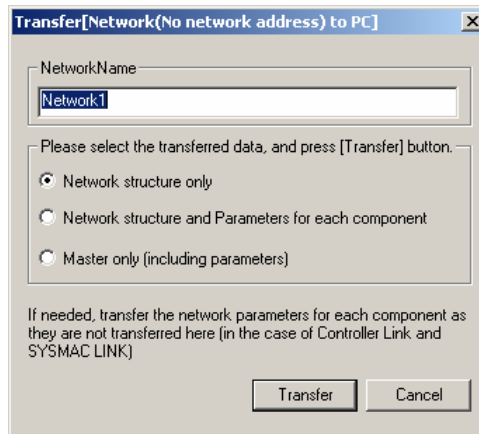 Transfer[Network(No network address) to PC]
NetworkName
Network1
Please select the transferred data, and press [Transfer] button.
Network structure only
Network structure and Parameters for each component
Master only (including parameters)
If needed, transfer the network parameters for each component as
they are not transferred here (in the case of Controller Link and
SYSMAC LINK)
Transfer Cancel